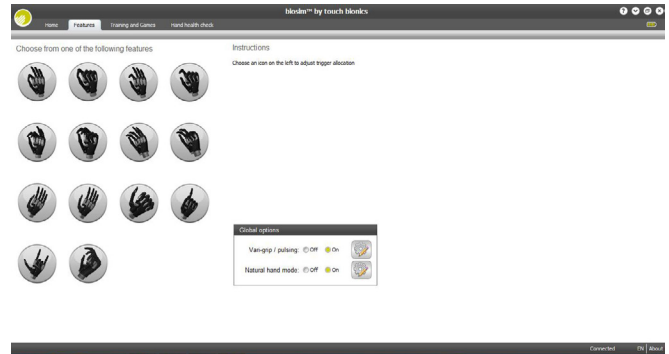 biosim™ by touch bionics
Home Features Training and Games Hand health check
Choose from one of the following features
Instructions
Choose an icon on the left to adjust trigger allocation
Global options
Vari-grip / pulsing: Off On
Natural hand mode: Off On
Connected EN About